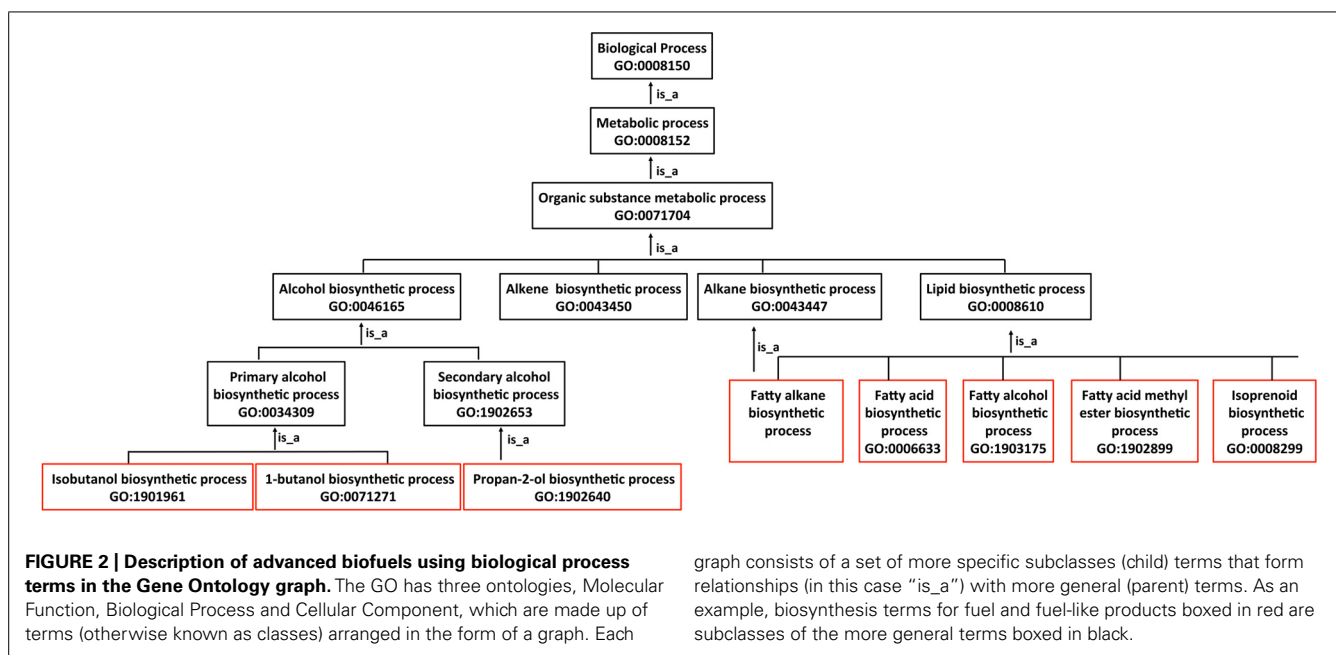 Biological Process
GO:0008150
is_a
Metabolic process
GO:0008152
is_a
Organic substance metabolic process
GO:0071704
is_a
Alcohol biosynthetic process
GO:0046165
Alkene biosynthetic process
GO:0043450
Alkane biosynthetic process
GO:0043447
Lipid biosynthetic process
GO:0008610
is_a
is_a
is_a
Primary alcohol
biosynthetic process
GO:0034309
Secondary alcohol
biosynthetic process
GO:1902653
Fatty alkane
biosynthetic
process
Fatty acid
biosynthetic
process
GO:0006633
Fatty alcohol
biosynthetic
process
GO:1903175
Fatty acid methyl
ester biosynthetic
process
GO:1902899
Isoprenoid
biosynthetic
process
GO:0008299
is_a
is_a
Isobutanol biosynthetic process
GO:1901961
1-butanol biosynthetic process
GO:0071271
Propan-2-ol biosynthetic process
GO:1902640
FIGURE 2 | Description of advanced biofuels using biological process
terms in the Gene Ontology graph. The GO has three ontologies, Molecular
Function, Biological Process and Cellular Component, which are made up of
terms (otherwise known as classes) arranged in the form of a graph. Each
graph consists of a set of more specific subclasses (child) terms that form
relationships (in this case “is_a”) with more general (parent) terms. As an
example, biosynthesis terms for fuel and fuel-like products boxed in red are
subclasses of the more general terms boxed in black.